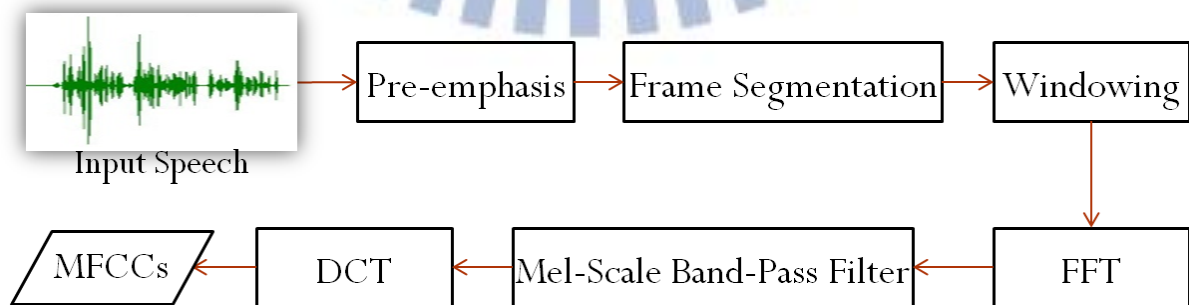 Input Speech
Pre-emphasis
Frame Segmentation
Windowing
FFT
Mel-Scale Band-Pass Filter
DCT
MFCCs